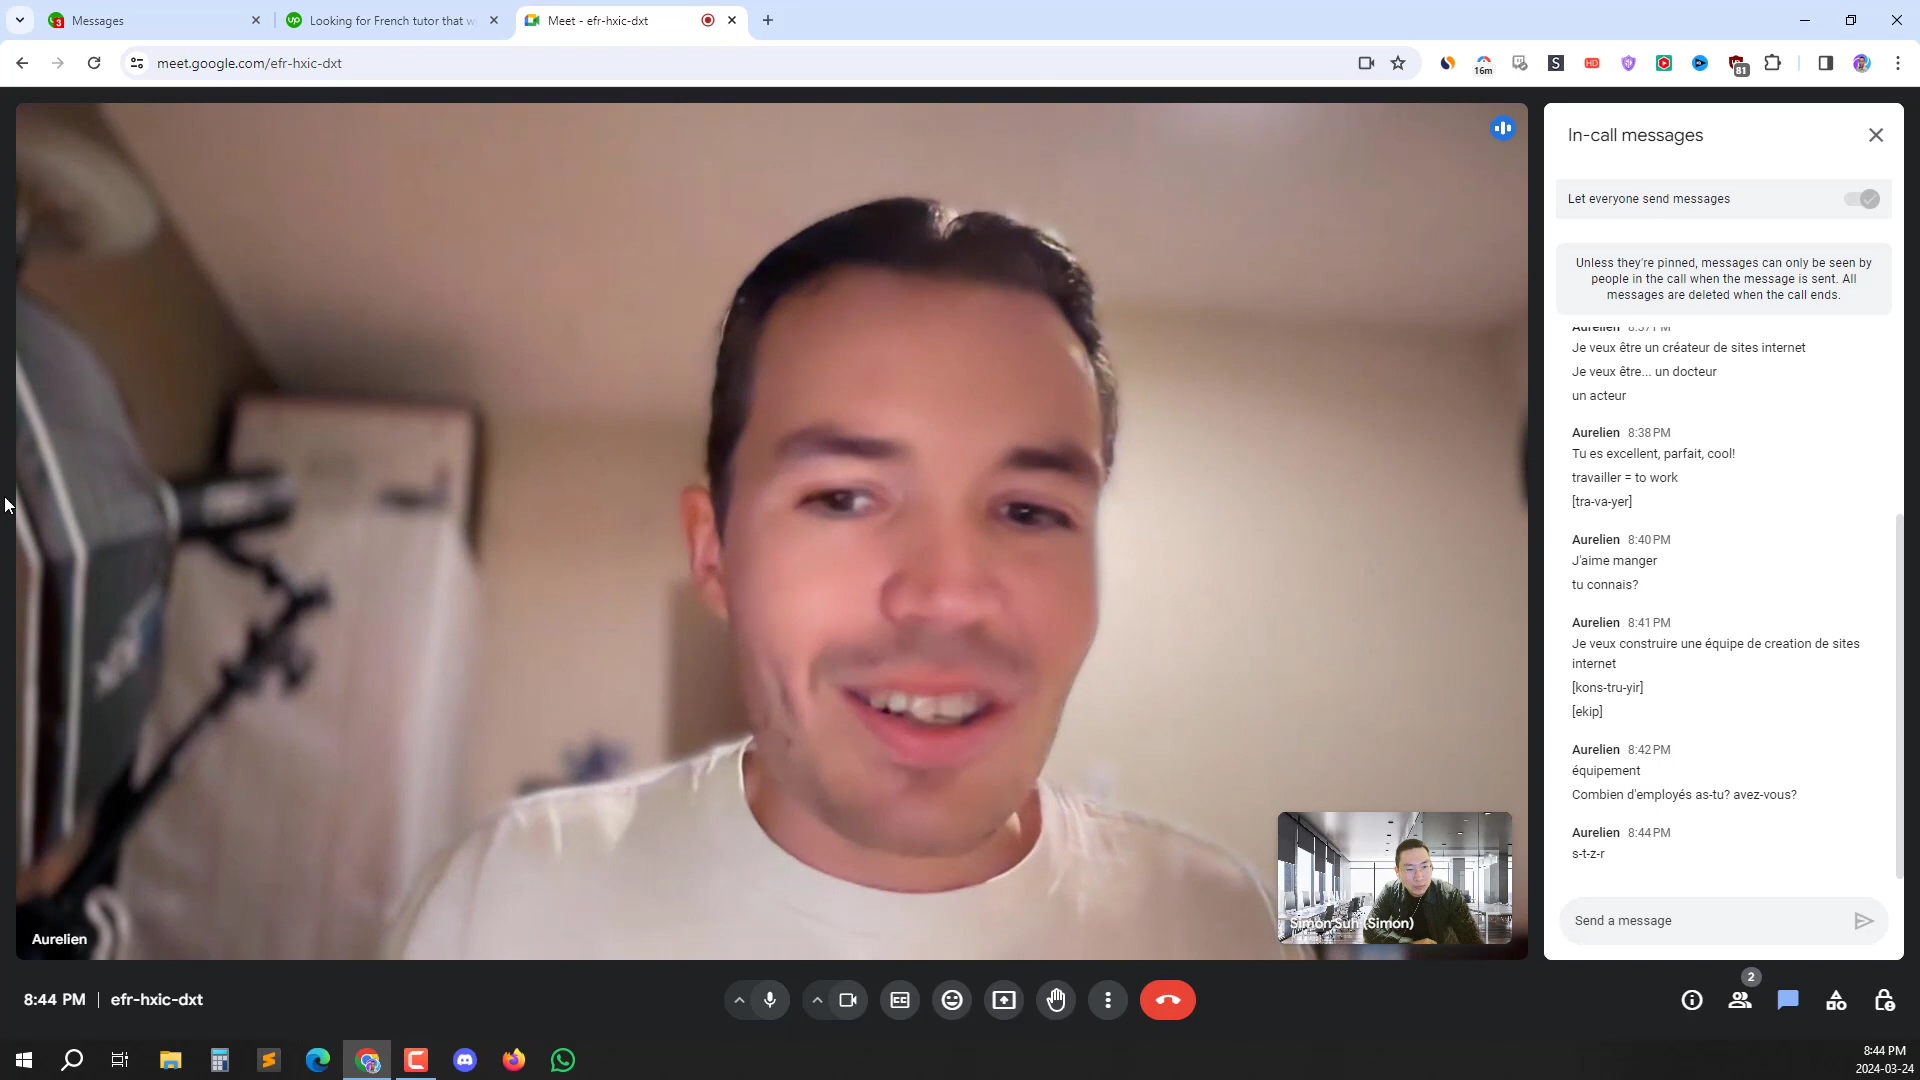 Messages
Looking for French tutor that w
Meet - efr-hxic-dxt
meet.google.com/efr-hxic-dxt
16m
S
HD
81
In-call messages
Let everyone send messages
Unless they're pinned, messages can only be seen by
people in the call when the message is sent. All
messages are deleted when the call ends.
Aurelien 8:37 PM
Je veux être un créateur de sites internet
Je veux être... un docteur
un acteur
Aurelien 8:38 PM
Tu es excellent, parfait, cool!
travailler = to work
[tra-va-yer]
Aurelien 8:40 PM
J'aime manger
tu connais?
Aurelien 8:41 PM
Je veux construire une équipe de creation de sites
internet
[kons-tru-yir]
[ekip]
Aurelien 8:42 PM
équipement
Combien d'employés as-tu? avez-vous?
Aurelien 8:44 PM
s-t-z-r
Send a message
Simon Sun (Simon)
Aurelien
8:44 PM | efr-hxic-dxt
2
8:44 PM
2024-03-24